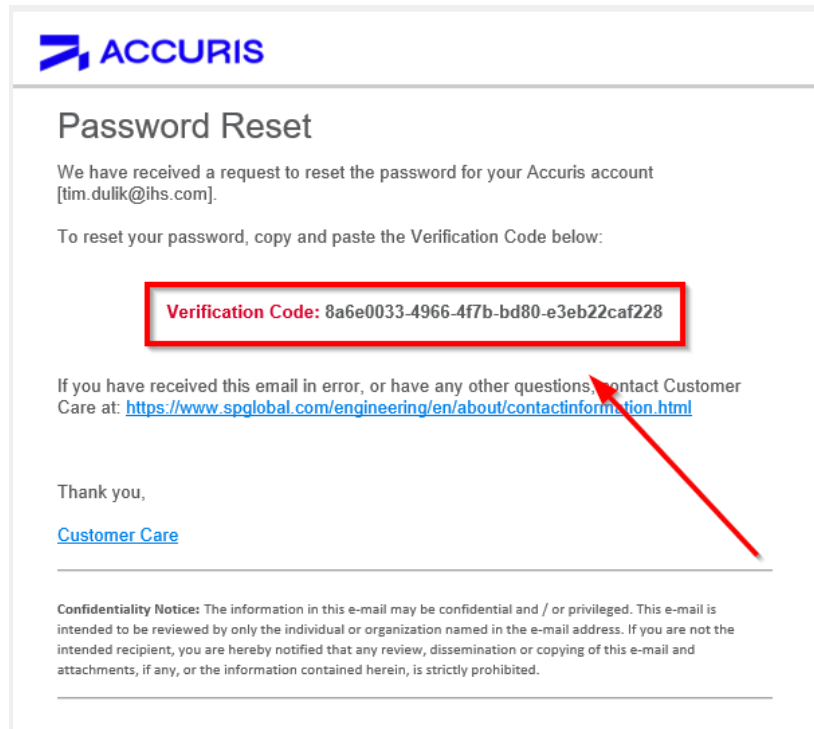 ACCURIS
Password Reset
We have received a request to reset the password for your Accuris account
[tim.dulik@ihs.com].
To reset your password, copy and paste the Verification Code below:
Verification Code: 8a6e0033-4966-4f7b-bd80-e3eb22caf228
If you have received this email in error, or have any other questions, contact Customer
Care at: https://www.spglobal.com/engineering/en/about/contactinformation.html
Thank you,
Customer Care
Confidentiality Notice: The information in this e-mail may be confidential and / or privileged. This e-mail is
intended to be reviewed by only the individual or organization named in the e-mail address. If you are not the
intended recipient, you are hereby notified that any review, dissemination or copying of this e-mail and
attachments, if any, or the information contained herein, is strictly prohibited.